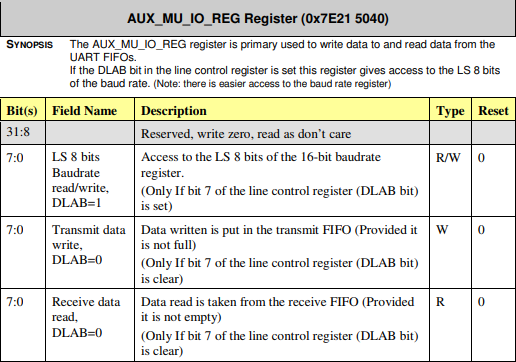 AUX_MU_IO_REG Register (0x7E21 5040)
SYNOPSIS The AUX_MU_IO_REG register is primary used to write data to and read data from the
UART FIFOs.
If the DLAB bit in the line control register is set this register gives access to the LS 8 bits
of the baud rate. (Note: there is easier access to the baud rate register)
Bit(s) Field Name Description Type Reset
31:8 Reserved, write zero, read as don't care
7:0 LS 8 bits Access to the LS 8 bits of the 16-bit baudrate R/W 0
Baudrate register.
read/write, (Only If bit 7 of the line control register (DLAB bit)
DLAB=1 is set)
7:0 Transmit data Data written is put in the transmit FIFO (Provided it W 0
write, is not full)
DLAB=0 (Only If bit 7 of the line control register (DLAB bit)
is clear)
7:0 Receive data Data read is taken from the receive FIFO (Provided R 0
read, it is not empty)
DLAB=0 (Only If bit 7 of the line control register (DLAB bit)
is clear)